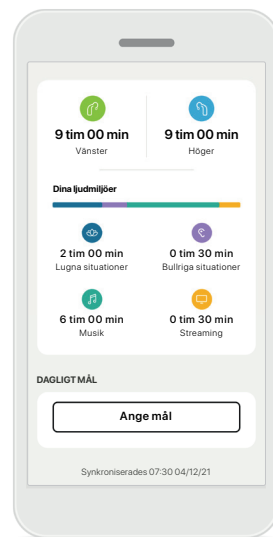 9 tim 00 min
Vänster
9 tim 00 min
Höger
Dina ljudmiljöer
2 tim 00 min
Lugna situationer
0 tim 30 min
Bullriga situationer
6 tim 00 min
Musik
0 tim 30 min
Streaming
DAGLIGT MÅL
Ange mål
Synkroniserades 07:30 04/12/21